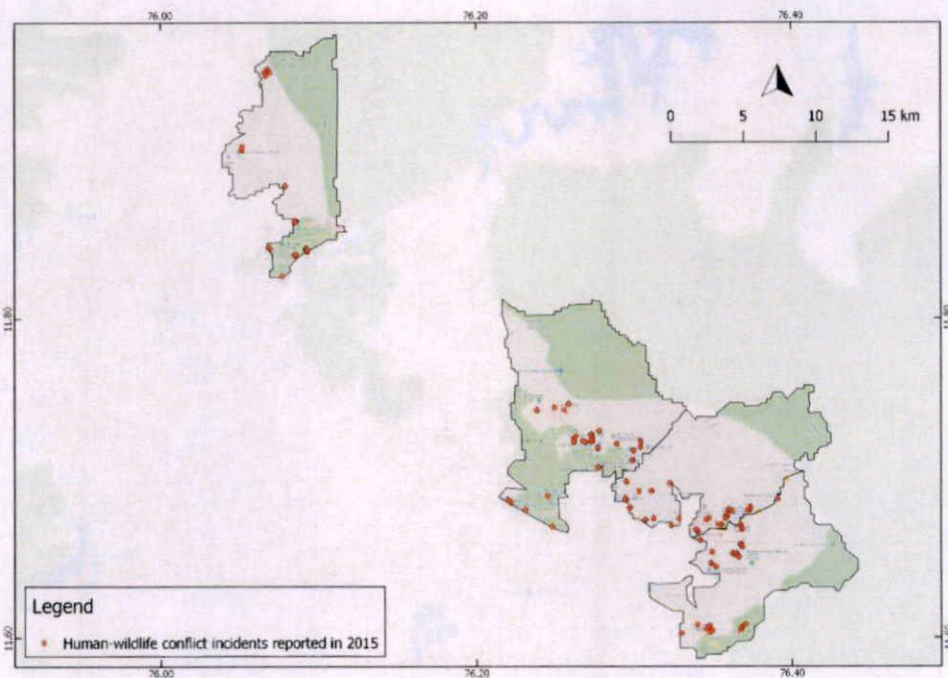 76.00 76.20 76.40
0 5 10 15 km
11.80 11.80
11.60 11.60
Legend
Human-wildlife conflict incidents reported in 2015
76.00 76.20 76.40